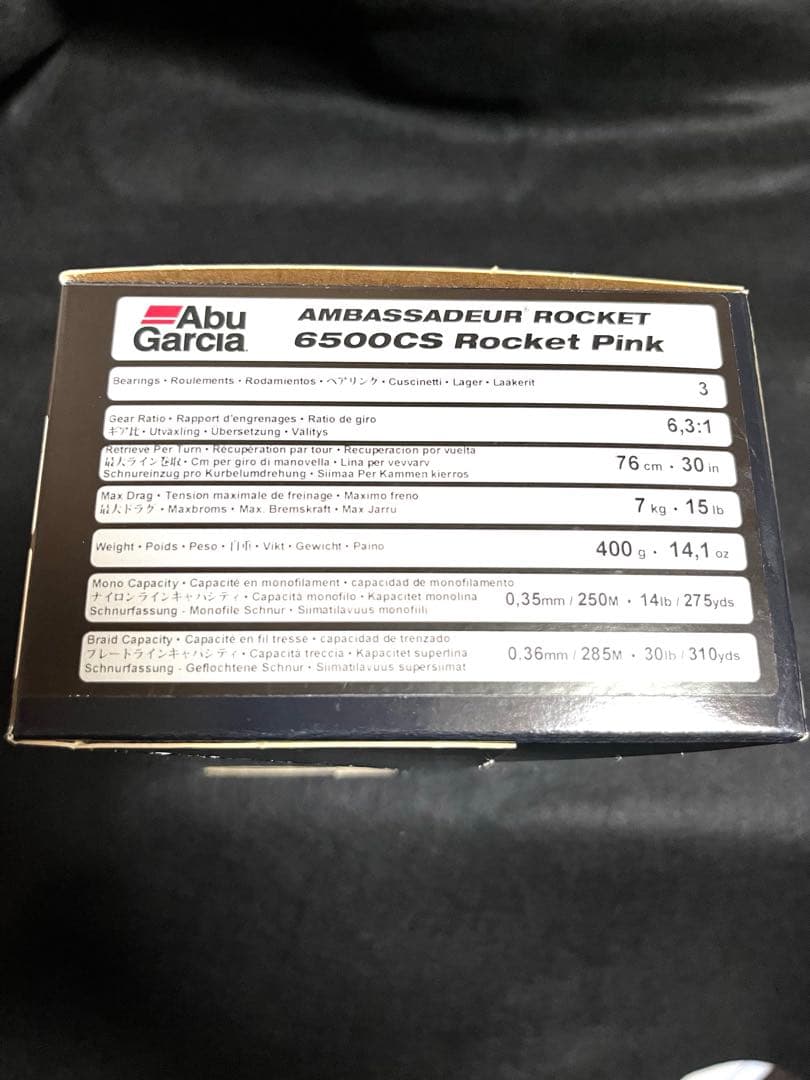 Abu
Garcia
AMBASSADEUR® ROCKET
6500CS Rocket Pink
Bearings • Roulements • Rodamientos • ベアリンク • Cuscinetti • Lager • Laakerit
3
Gear Ratio • Rapport d'engrenages • Ratio de giro
ギア比 • Utvaxling • Übersetzung • Valitys
6,3:1
Retrieve Per Turn • Récupération par tour • Recuperacion por vuelta
最大ライン巻取 • Cm per giro di manovella • Lina per vevvarv
Schnureinzug pro Kurbelumdrehung • Siimaa Per Kammen kierros
76 cm • 30 in
Max Drag • Tension maximale de freinage • Maximo freno
最大ドラグ • Maxbroms • Max. Bremskraft • Max Jarru
7 kg • 15 lb
Weight • Poids • Peso • 自重 • Vikt • Gewicht • Paino
400 g • 14,1 oz
Mono Capacity • Capacité en monofilament • capacidad de monofilamento
ナイロンラインキャパシティ • Capacità monofilo • Kapacitet monolina
Schnurfassung - Monofile Schnur • Siimatilavuus monofiili
0,35mm / 250M • 14lb / 275yds
Braid Capacity • Capacité en fil tressé • capacidad de trenzado
ブレートラインキャパシティ • Capacità treccia • Kapacitet superlina
Schnurfassung - Geflochtene Schnur • Siimatilavuus supersiimat
0.36mm / 285M • 30lb / 310yds